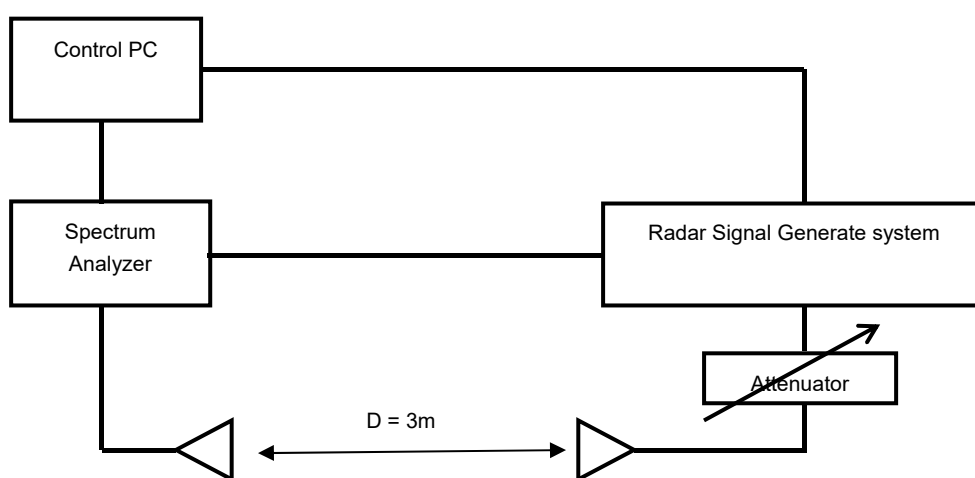 Control PC
Spectrum
Analyzer
Radar Signal Generate system
Attenuator
D = 3m